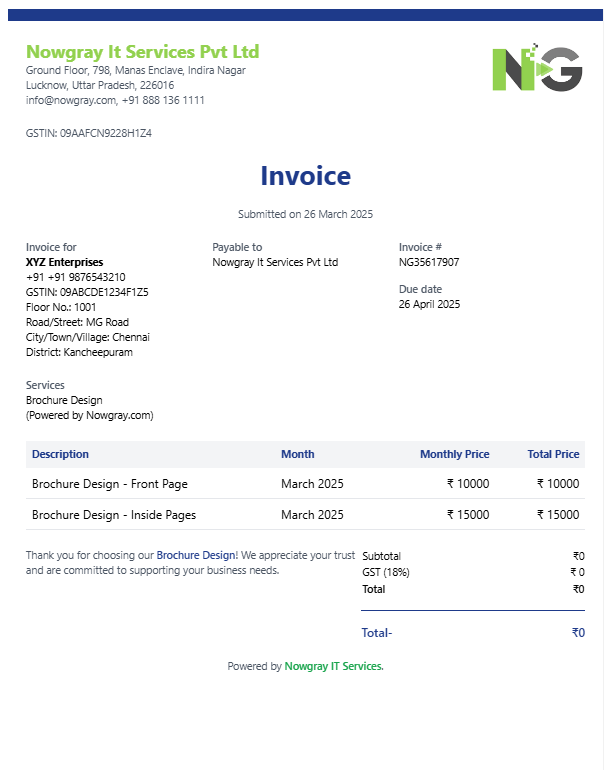 Nowgray It Services Pvt Ltd
Ground Floor, 798, Manas Enclave, Indira Nagar
Lucknow, Uttar Pradesh, 226016
info@nowgray.com, +91 888 136 1111
GSTIN: 09AAFCN9228H1Z4
NG
Invoice
Submitted on 26 March 2025
Invoice for
XYZ Enterprises
+91 +91 9876543210
GSTIN: 09ABCDE1234F1Z5
Floor No.: 1001
Road/Street: MG Road
City/Town/Village: Chennai
District: Kancheepuram
Payable to
Nowgray It Services Pvt Ltd
Invoice #
NG35617907
Due date
26 April 2025
Services
Brochure Design
(Powered by Nowgray.com)
Description Month Monthly Price Total Price
Brochure Design - Front Page March 2025 ₹ 10000 ₹ 10000
Brochure Design - Inside Pages March 2025 ₹ 15000 ₹ 15000
Thank you for choosing our Brochure Design! We appreciate your trust
and are committed to supporting your business needs.
Subtotal ₹0
GST (18%) ₹ 0
Total ₹0
Total- ₹0
Powered by Nowgray IT Services.